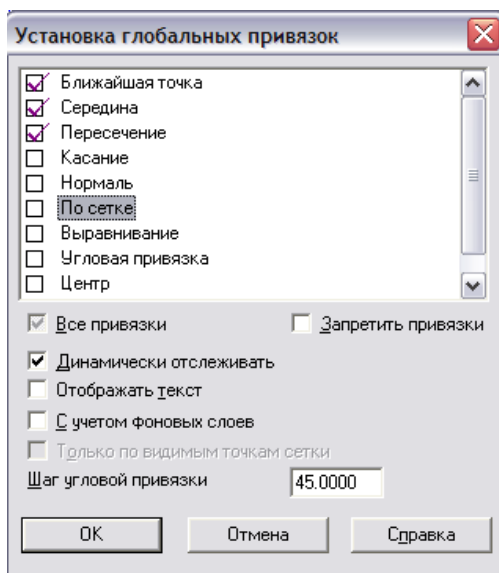 Установка глобальных привязок
Ближайшая точка
Середина
Пересечение
Касание
Нормаль
По сетке
Выравнивание
Угловая привязка
Центр
Все привязки Запретить привязки
Динамически отслеживать
Отображать текст
С учетом фоновых слоев
Только по видимым точкам сетки
Шаг угловой привязки 45.0000
OK Отмена Справка